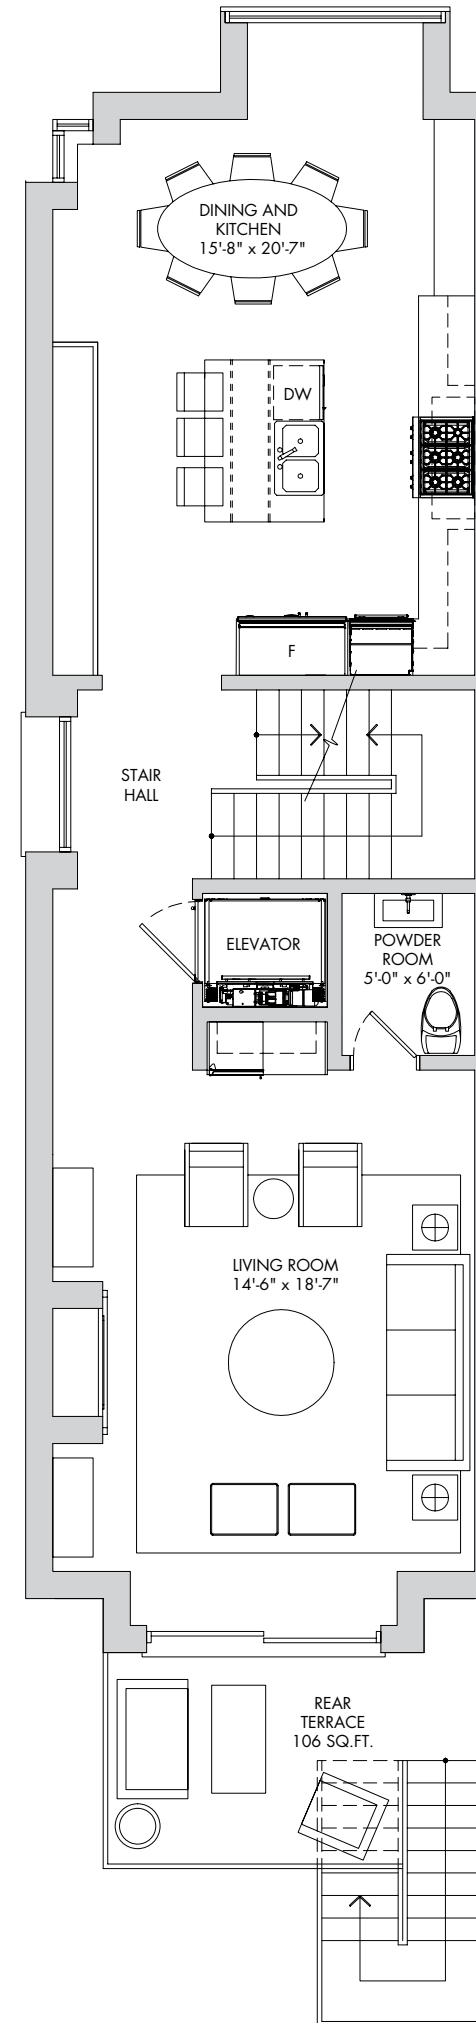 DINING AND
KITCHEN
15'-8" x 20'-7"
DW
F
STAIR
HALL
ELEVATOR
POWDER
ROOM
5'-0" x 6'-0"
LIVING ROOM
14'-6" x 18'-7"
REAR
TERRACE
106 SQ.FT.